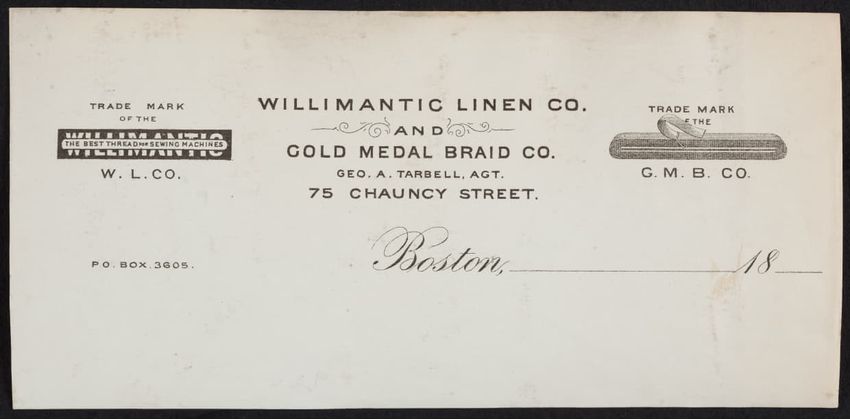 TRADE MARK
OF THE
WILLIMANTIC
THE BEST THREAD FOR SEWING MACHINES
W. L. CO.
WILLIMANTIC LINEN CO.
AND
GOLD MEDAL BRAID CO.
GEO. A. TARBELL, AGT.
75 CHAUNCY STREET.
TRADE MARK
OF THE
G. M. B. CO.
P.O. BOX. 3605.
Boston, 18